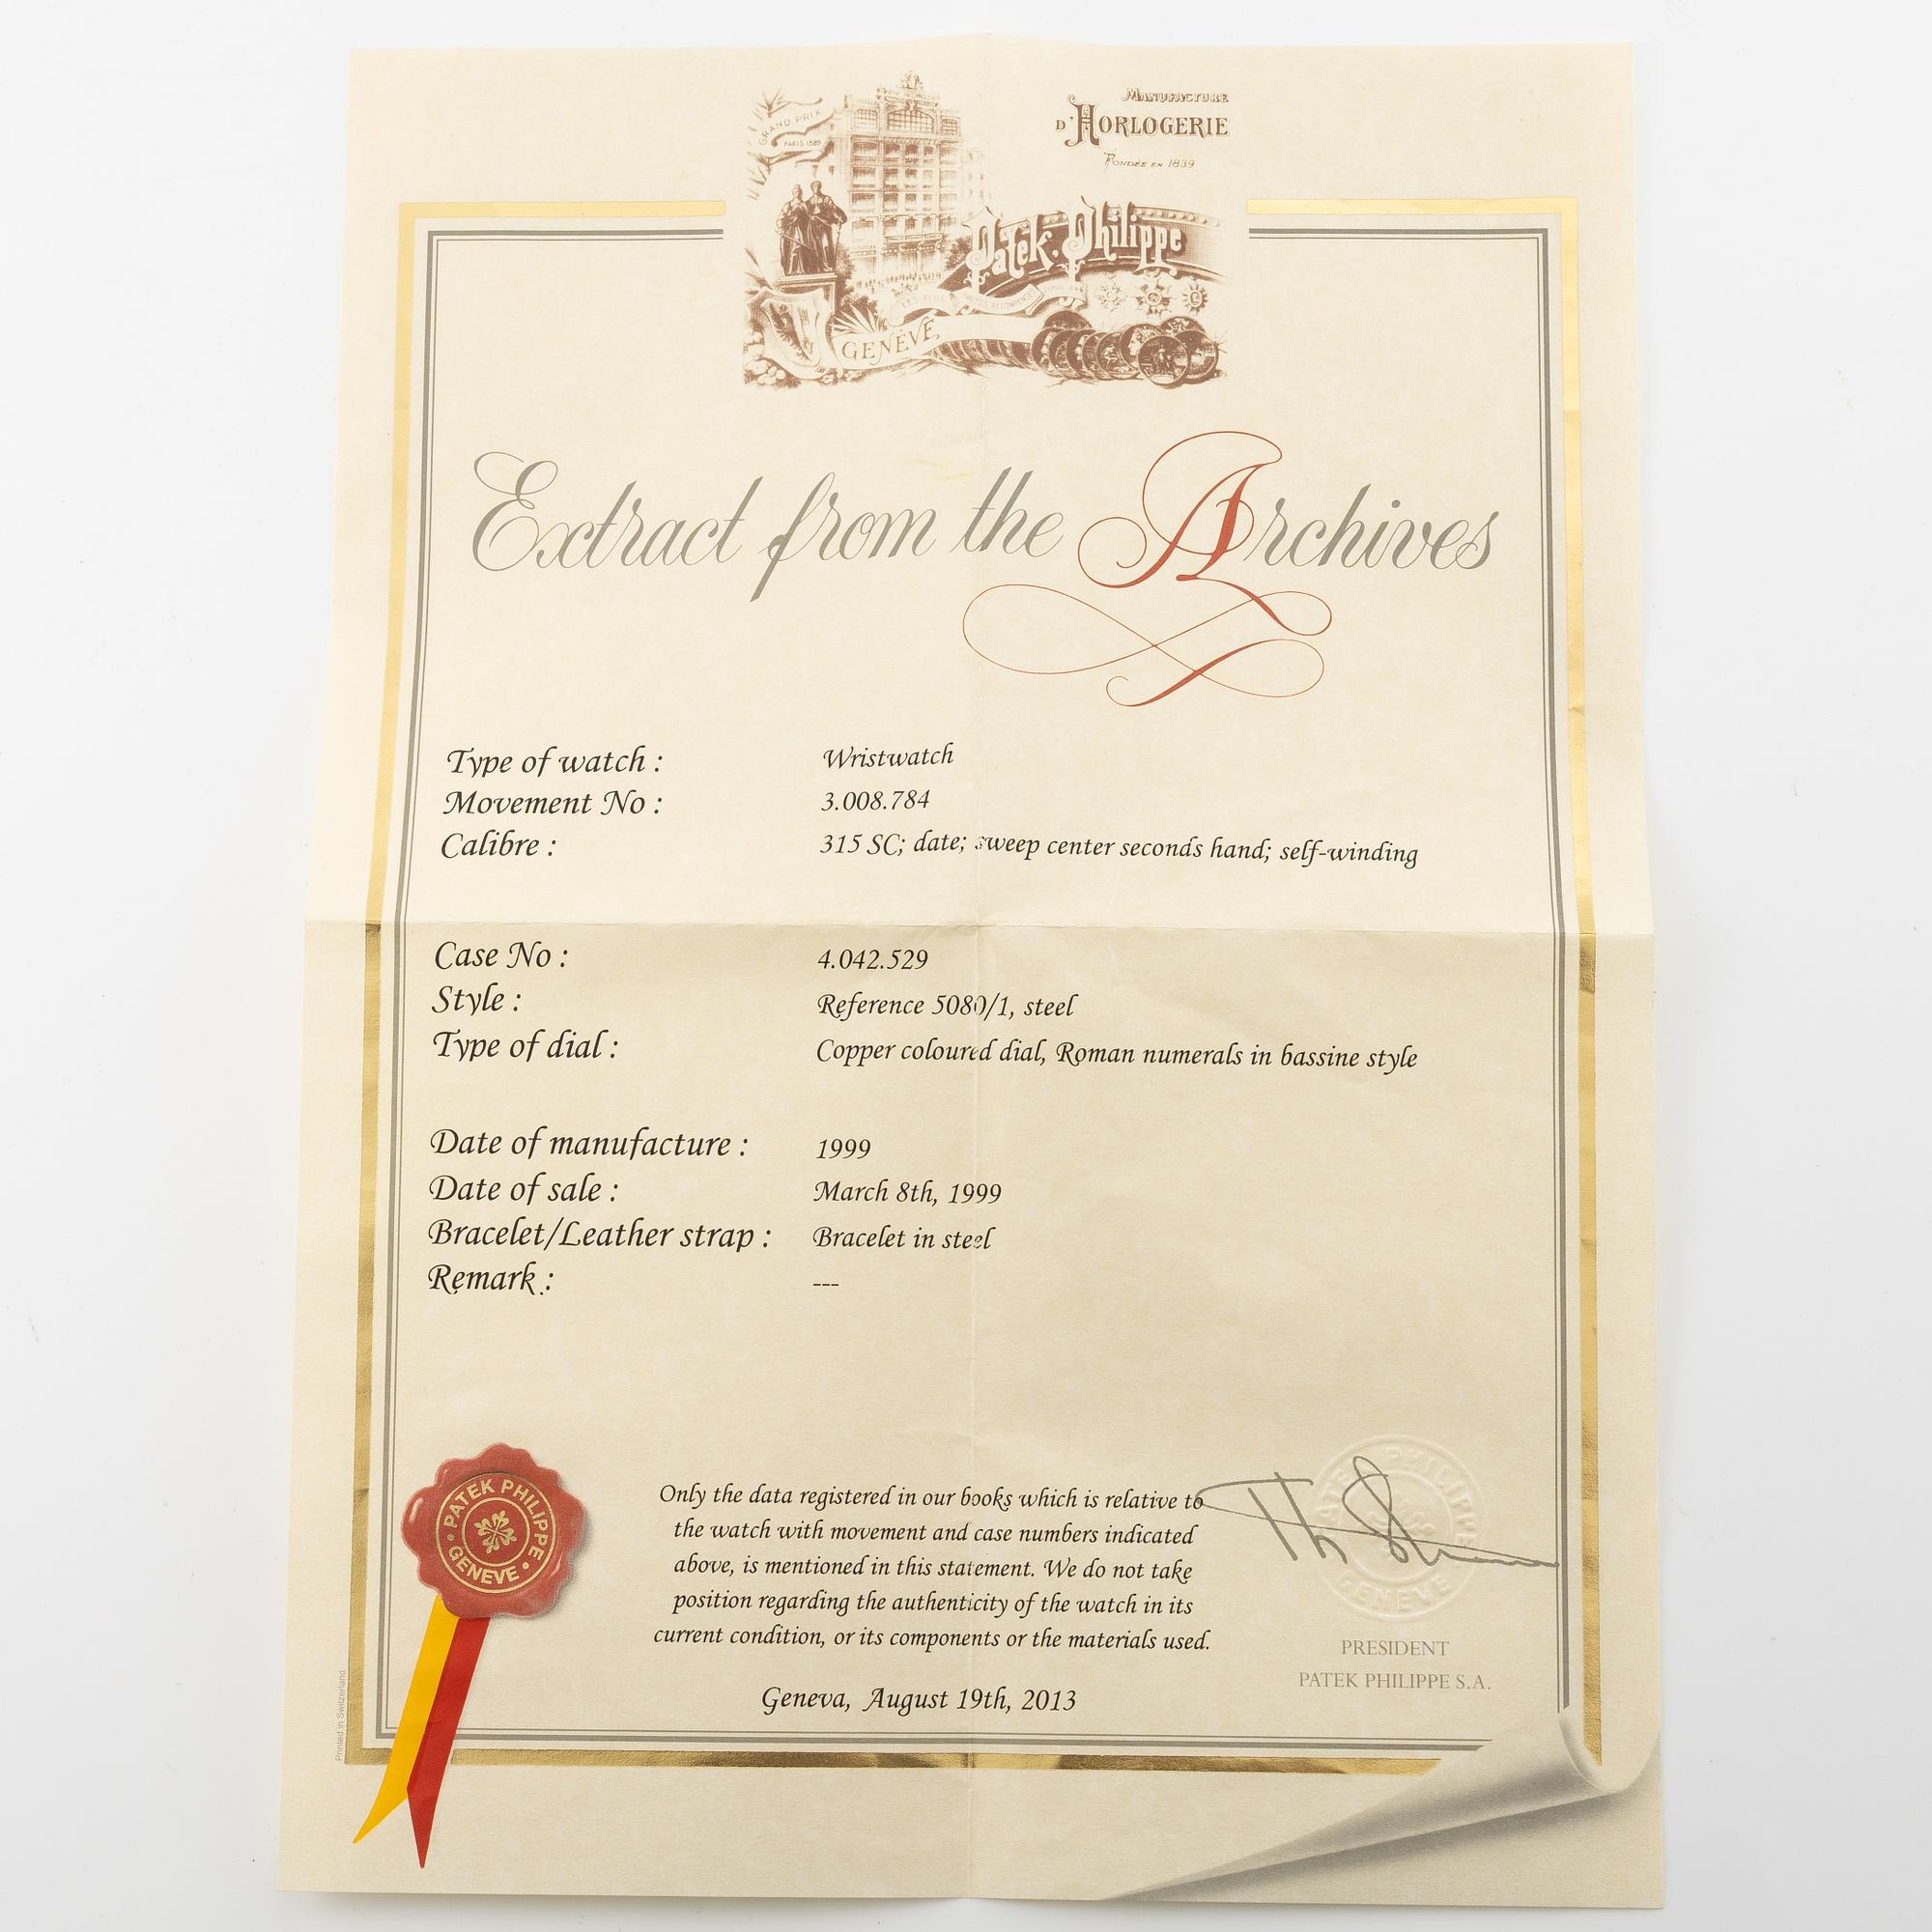 GRAND PRIX
PARIS 1889
MANUFACTURE
D'HORLOGERIE
FONDÉE EN 1839
Patek. Philippe
GENÈVE
Extract from the Archives
Type of watch : Wristwatch
Movement No : 3.008.784
Calibre : 315 SC; date; sweep center seconds hand; self-winding
Case No : 4.042.529
Style : Reference 5080/1, steel
Type of dial : Copper coloured dial, Roman numerals in bassine style
Date of manufacture : 1999
Date of sale : March 8th, 1999
Bracelet/Leather strap : Bracelet in steel
Remark : ---
PATEK PHILIPPE
GENEVE
Only the data registered in our books which is relative to
the watch with movement and case numbers indicated
above, is mentioned in this statement. We do not take
position regarding the authenticity of the watch in its
current condition, or its components or the materials used.
Geneva, August 19th, 2013
PATEK PHILIPPE
GENEVE
PRESIDENT
PATEK PHILIPPE S.A.
Printed in Switzerland